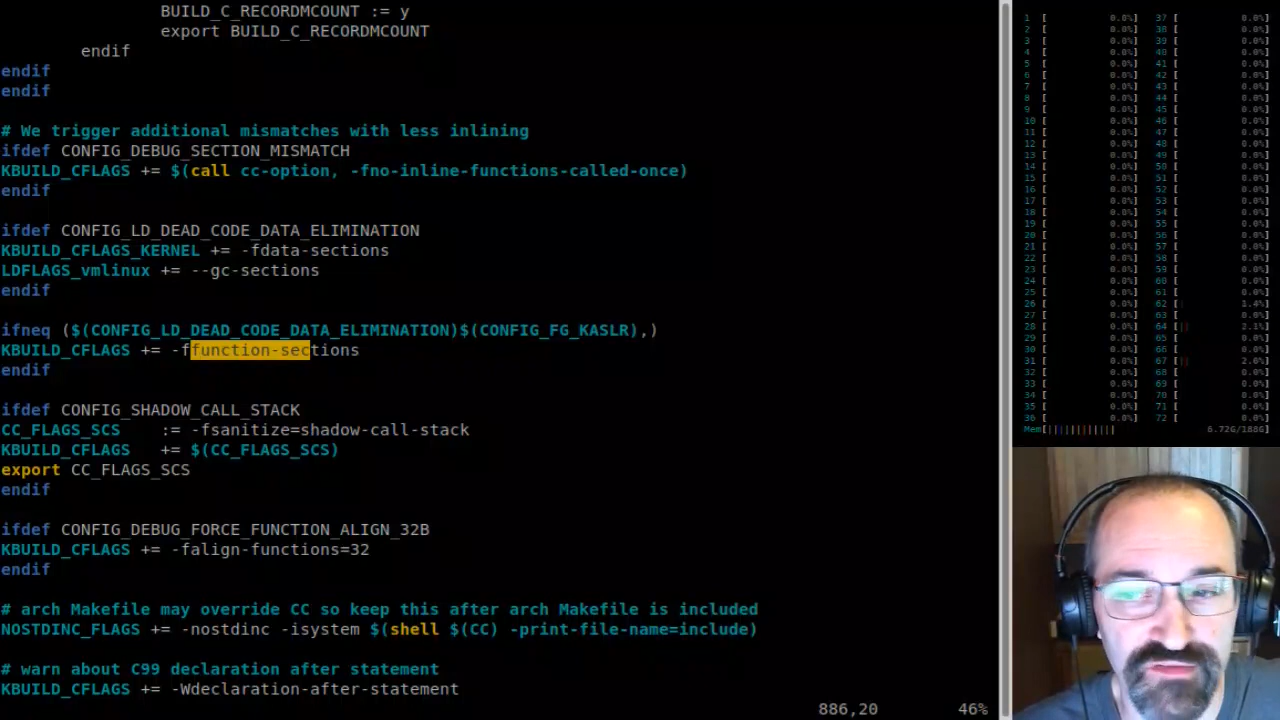 BUILD_C_RECORDMCOUNT := y
export BUILD_C_RECORDMCOUNT
endif
endif
endif
# We trigger additional mismatches with less inlining
ifdef CONFIG_DEBUG_SECTION_MISMATCH
KBUILD_CFLAGS += $(call cc-option, -fno-inline-functions-called-once)
endif
ifdef CONFIG_LD_DEAD_CODE_DATA_ELIMINATION
KBUILD_CFLAGS_KERNEL += -fdata-sections
LDFLAGS_vmlinux += --gc-sections
endif
ifneq ($(CONFIG_LD_DEAD_CODE_DATA_ELIMINATION)$(CONFIG_FG_KASLR),)
KBUILD_CFLAGS += -ffunction-sections
endif
ifdef CONFIG_SHADOW_CALL_STACK
CC_FLAGS_SCS := -fsanitize=shadow-call-stack
KBUILD_CFLAGS += $(CC_FLAGS_SCS)
export CC_FLAGS_SCS
endif
ifdef CONFIG_DEBUG_FORCE_FUNCTION_ALIGN_32B
KBUILD_CFLAGS += -falign-functions=32
endif
# arch Makefile may override CC so keep this after arch Makefile is included
NOSTDINC_FLAGS += -nostdinc -isystem $(shell $(CC) -print-file-name=include)
# warn about C99 declaration after statement
KBUILD_CFLAGS += -Wdeclaration-after-statement
886,20 46%
Mem[ 6.72G/188G]